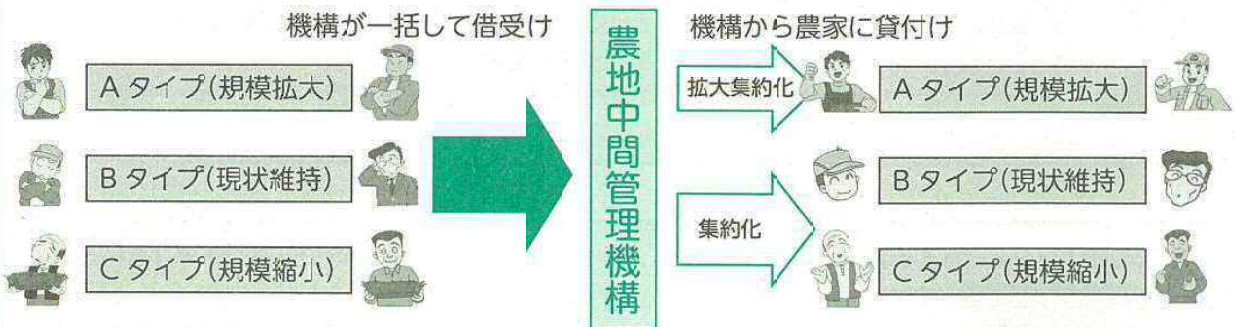 機構が一括して借受け
Aタイプ(規模拡大)
Bタイプ(現状維持)
Cタイプ(規模縮小)
農地中間管理機構
機構から農家に貸付け
拡大集約化
集約化
Aタイプ(規模拡大)
Bタイプ(現状維持)
Cタイプ(規模縮小)